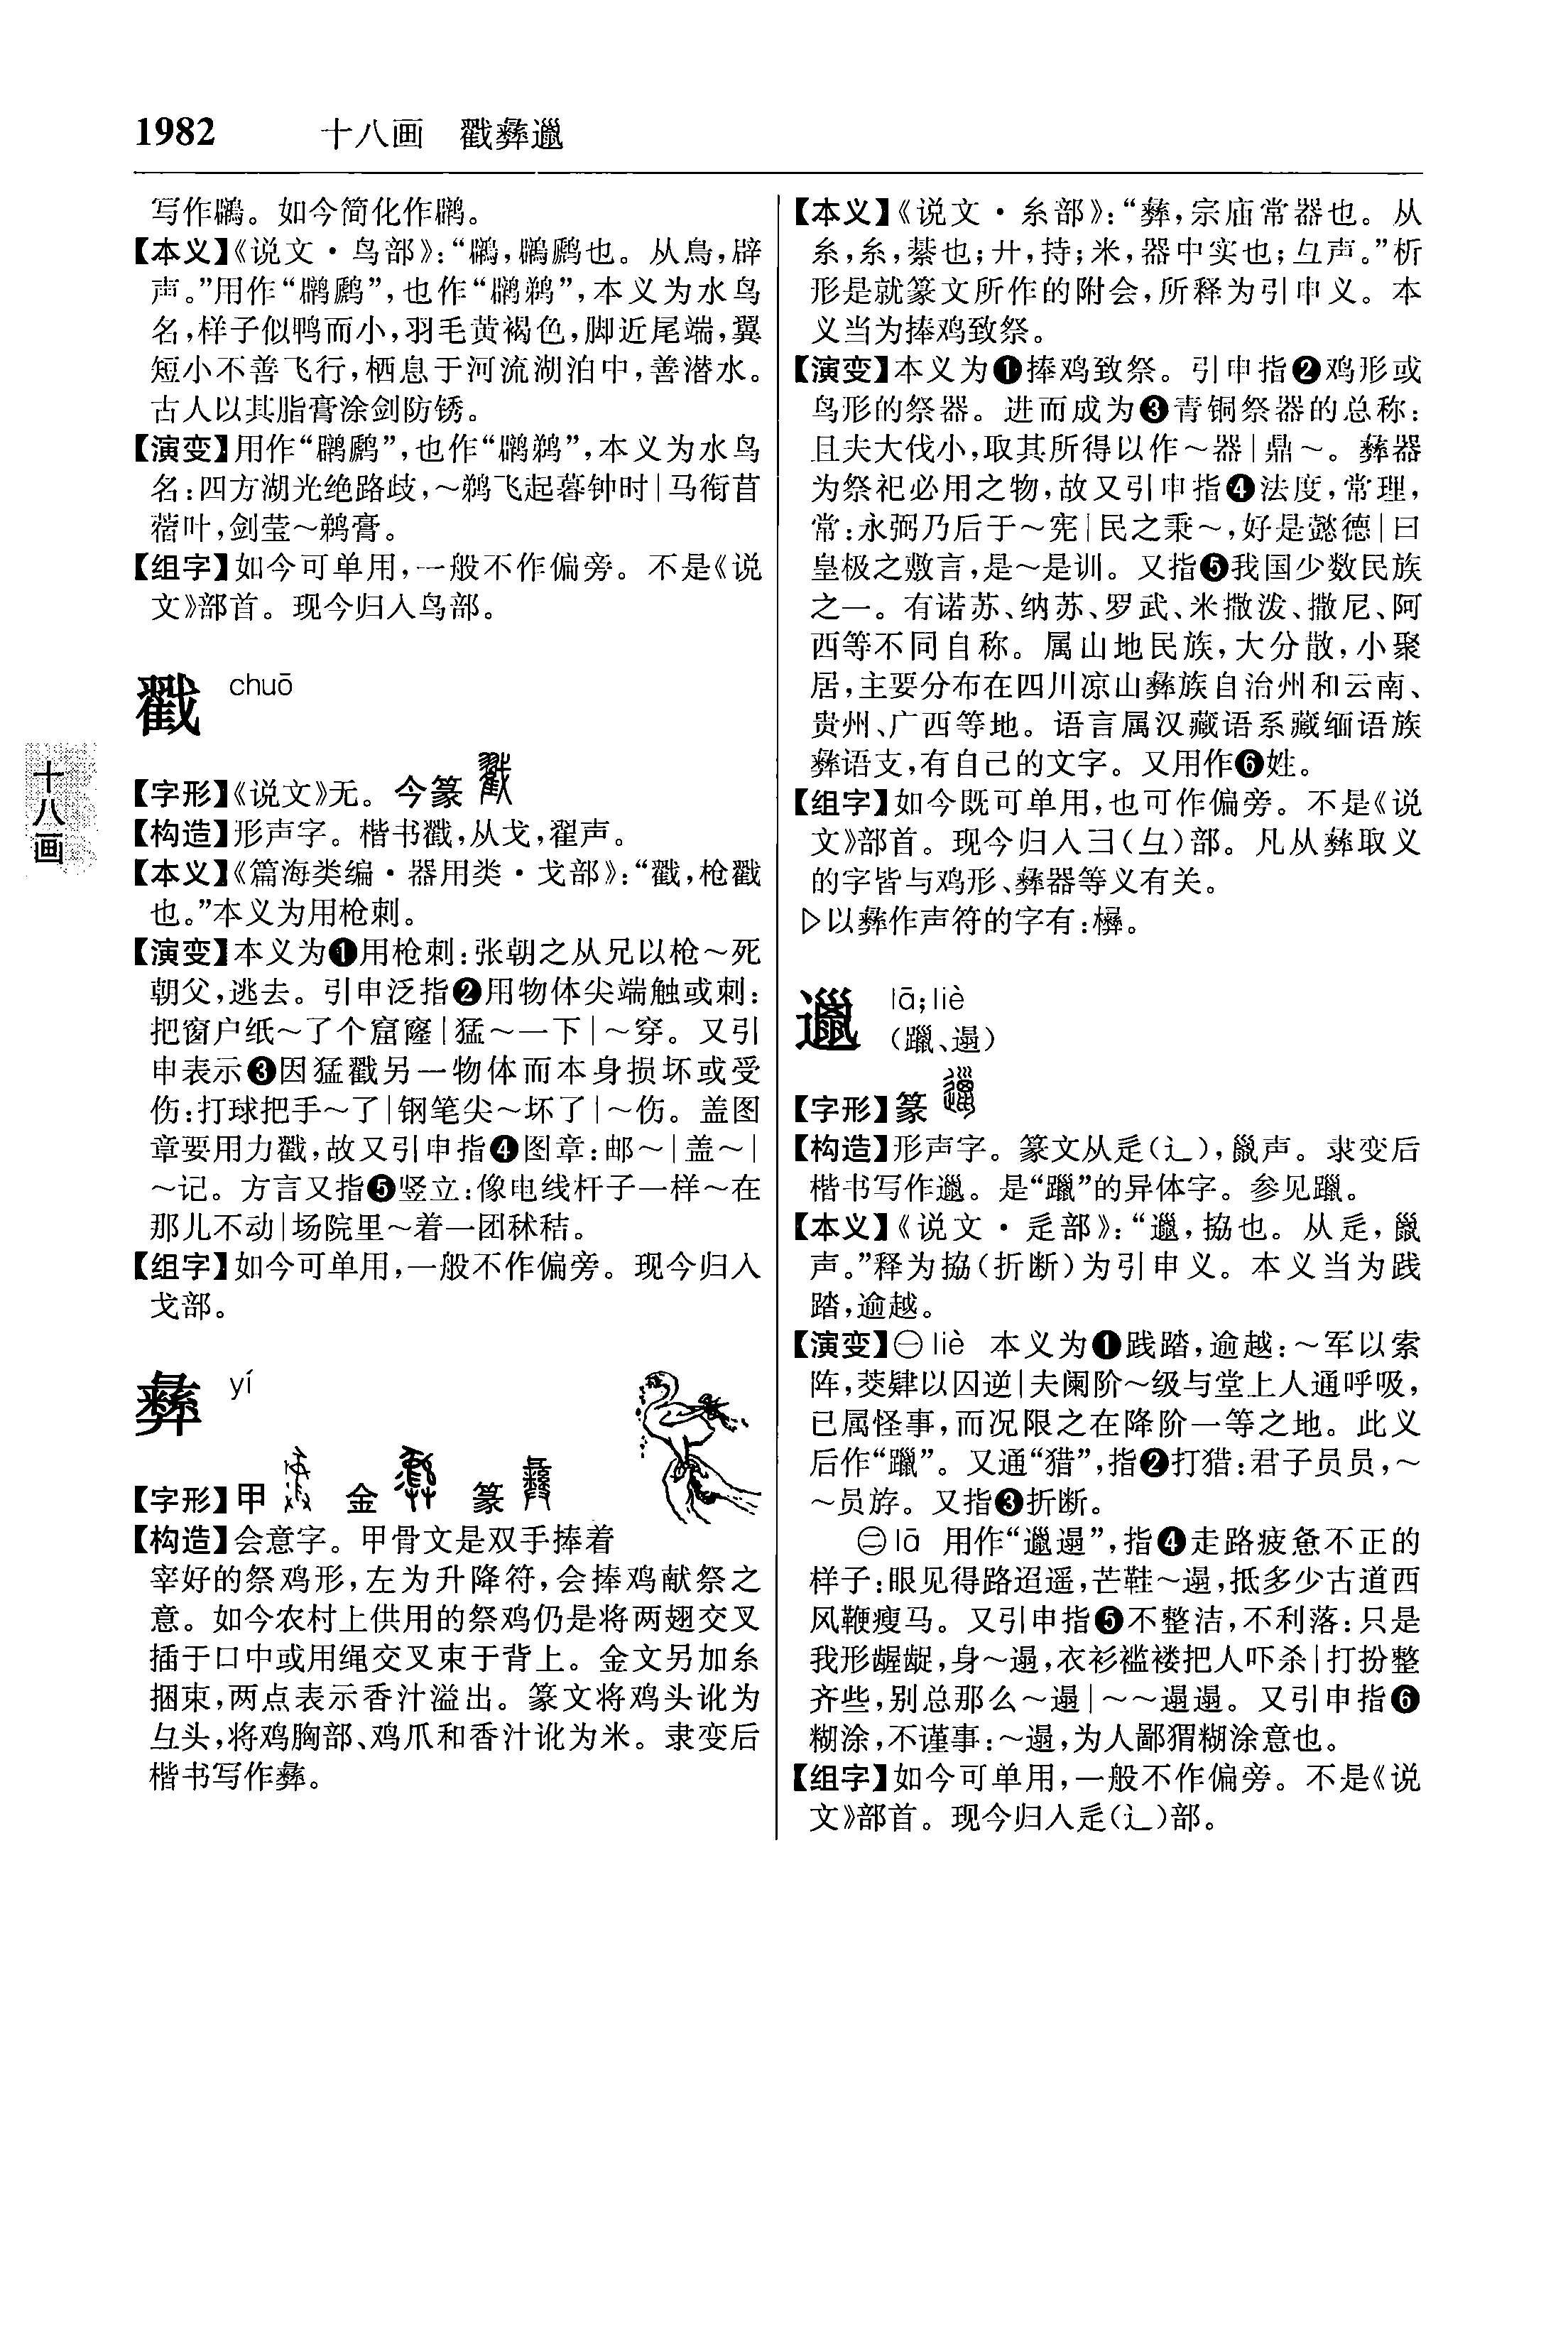 1982 十八画 戳彝邋
写作鷿。如今简化作䴙。
【本义】《说文·鸟部》：“鷿，鷿鷉也。从鳥，辟
声。”用作“䴙鷉”，也作“䴙鹈”，本义为水鸟
名，样子似鸭而小，羽毛黄褐色，脚近尾端，翼
短小不善飞行，栖息于河流湖泊中，善潜水。
古人以其脂膏涂剑防锈。
【演变】用作“䴙鷉”，也作“䴙鹈”，本义为水鸟
名：四方湖光绝路歧，～鹈飞起暮钟时｜马衔苜
蓿叶，剑莹～鹈膏。
【组字】如今可单用，一般不作偏旁。不是《说
文》部首。现今归入鸟部。
戳 chuō
【字形】《说文》无。今篆
【构造】形声字。楷书戳，从戈，翟声。
【本义】《篇海类编·器用类·戈部》：“戳，枪戳
也。”本义为用枪刺。
【演变】本义为❶用枪刺：张朝之从兄以枪～死
朝父，逃去。引申泛指❷用物体尖端触或刺：
把窗户纸～了个窟窿｜猛～一下｜～穿。又引
申表示❸因猛戳另一物体而本身损坏或受
伤：打球把手～了｜钢笔尖～坏了｜～伤。盖图
章要用力戳，故又引申指❹图章：邮～｜盖～｜
～记。方言又指❺竖立：像电线杆子一样～在
那儿不动｜场院里～着一团秫秸。
【组字】如今可单用，一般不作偏旁。现今归入
戈部。
彝 yí
【字形】甲 金 篆
【构造】会意字。甲骨文是双手捧着
宰好的祭鸡形，左为升降符，会捧鸡献祭之
意。如今农村上供用的祭鸡仍是将两翅交叉
插于口中或用绳交叉束于背上。金文另加糸
捆束，两点表示香汁溢出。篆文将鸡头讹为
彑头，将鸡胸部、鸡爪和香汁讹为米。隶变后
楷书写作彝。
十八画
【本义】《说文·糸部》：“彝，宗庙常器也。从
糸，糸，綦也；廾，持；米，器中实也；彑声。”析
形是就篆文所作的附会，所释为引申义。本
义当为捧鸡致祭。
【演变】本义为❶捧鸡致祭。引申指❷鸡形或
鸟形的祭器。进而成为❸青铜祭器的总称：
且夫大伐小，取其所得以作～器｜鼎～。彝器
为祭祀必用之物，故又引申指❹法度，常理，
常：永弼乃后于～宪｜民之秉～，好是懿德｜曰
皇极之敷言，是～是训。又指❺我国少数民族
之一。有诺苏、纳苏、罗武、米撒泼、撒尼、阿
西等不同自称。属山地民族，大分散，小聚
居，主要分布在四川凉山彝族自治州和云南、
贵州、广西等地。语言属汉藏语系藏缅语族
彝语支，有自己的文字。又用作❻姓。
【组字】如今既可单用，也可作偏旁。不是《说
文》部首。现今归入彐（彑）部。凡从彝取义
的字皆与鸡形、彝器等义有关。
▷以彝作声符的字有：櫵。
邋 lā；liè
（躐、遢）
【字形】篆
【构造】形声字。篆文从辵（辶），巤声。隶变后
楷书写作邋。是“躐”的异体字。参见躐。
【本义】《说文·辵部》：“邋，拹也。从辵，巤
声。”释为拹（折断）为引申义。本义当为践
踏，逾越。
【演变】㊀liè 本义为❶践踏，逾越：～军以索
阵，茭肆以囚逆｜夫阑阶～级与堂上人通呼吸，
已属怪事，而况限之在降阶一等之地。此义
后作“躐”。又通“猎”，指❷打猎：君子员员，～
～员斿。又指❸折断。
㊁lā 用作“邋遢”，指❹走路疲惫不正的
样子：眼见得路迢遥，芒鞋～遢，抵多少古道西
风鞭瘦马。又引申指❺不整洁，不利落：只是
我形龌龊，身～遢，衣衫褴褛把人吓杀｜打扮整
齐些，别总那么～遢｜～～遢遢。又引申指❻
糊涂，不谨事：～遢，为人鄙猥糊涂意也。
【组字】如今可单用，一般不作偏旁。不是《说
文》部首。现今归入辵（辶）部。